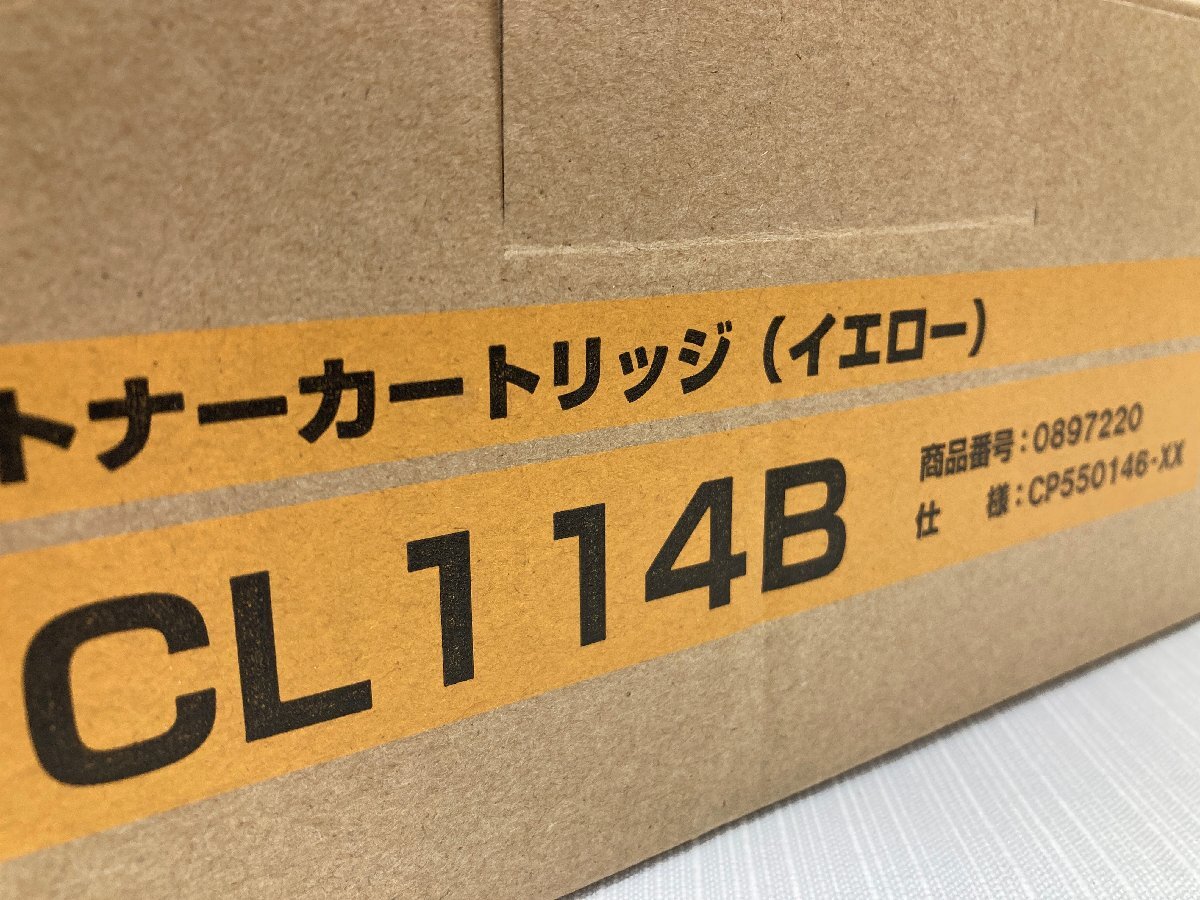 トナーカートリッジ（イエロー）
CL114B
商品番号：0897220
仕　様：CP550146-XX